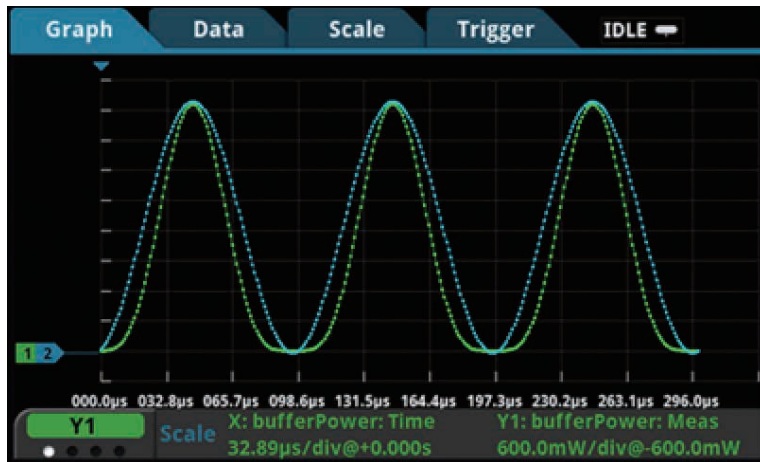 Graph Data Scale Trigger IDLE
1 2
000.0µs 032.8µs 065.7µs 098.6µs 131.5µs 164.4µs 197.3µs 230.2µs 263.1µs 296.0µs
Y1 Scale X: bufferPower: Time Y1: bufferPower: Meas
32.89µs/div@+0.000s 600.0mW/div@-600.0mW